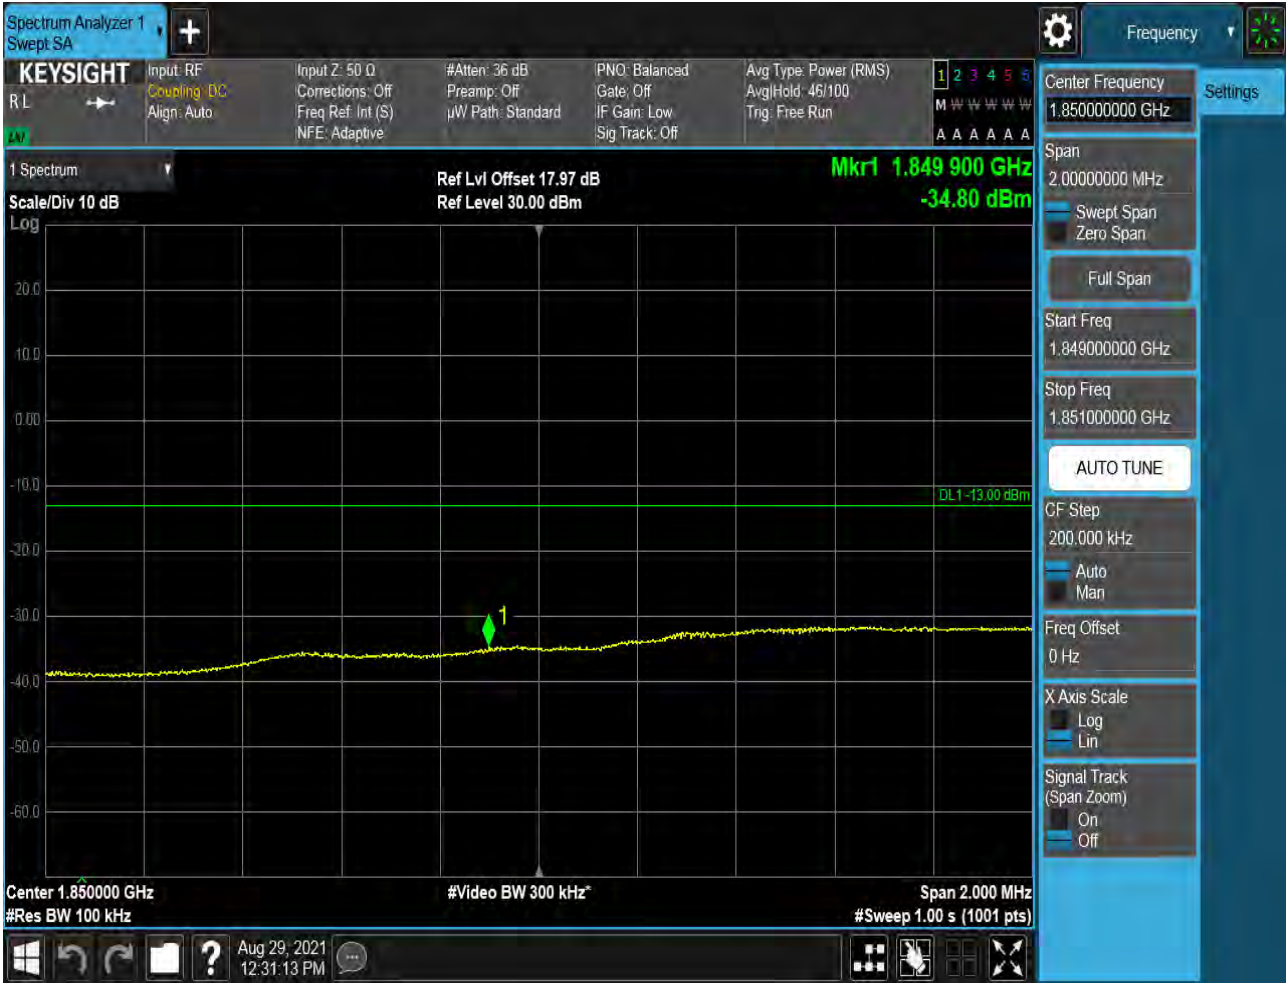 Spectrum Analyzer 1
Swept SA
+
Frequency
KEYSIGHT
R L
LXI
Input: RF
Coupling: DC
Align: Auto
Input Z: 50 Ω
Corrections: Off
Freq Ref: Int (S)
NFE: Adaptive
#Atten: 36 dB
Preamp: Off
µW Path: Standard
PNO: Balanced
Gate: Off
IF Gain: Low
Sig Track: Off
Avg Type: Power (RMS)
Avg|Hold: 46/100
Trig: Free Run
1 2 3 4 5 6
M W W W W W
A A A A A A
1 Spectrum
Scale/Div 10 dB
Log
Ref Lvl Offset 17.97 dB
Ref Level 30.00 dBm
Mkr1 1.849 900 GHz
-34.80 dBm
20.0
10.0
0.00
-10.0
DL1 -13.00 dBm
-20.0
-30.0
1
-40.0
-50.0
-60.0
Center 1.850000 GHz
#Res BW 100 kHz
#Video BW 300 kHz*
Span 2.000 MHz
#Sweep 1.00 s (1001 pts)
?
Aug 29, 2021
12:31:13 PM
Center Frequency
1.850000000 GHz
Settings
Span
2.00000000 MHz
Swept Span
Zero Span
Full Span
Start Freq
1.849000000 GHz
Stop Freq
1.851000000 GHz
AUTO TUNE
CF Step
200.000 kHz
Auto
Man
Freq Offset
0 Hz
X Axis Scale
Log
Lin
Signal Track
(Span Zoom)
On
Off